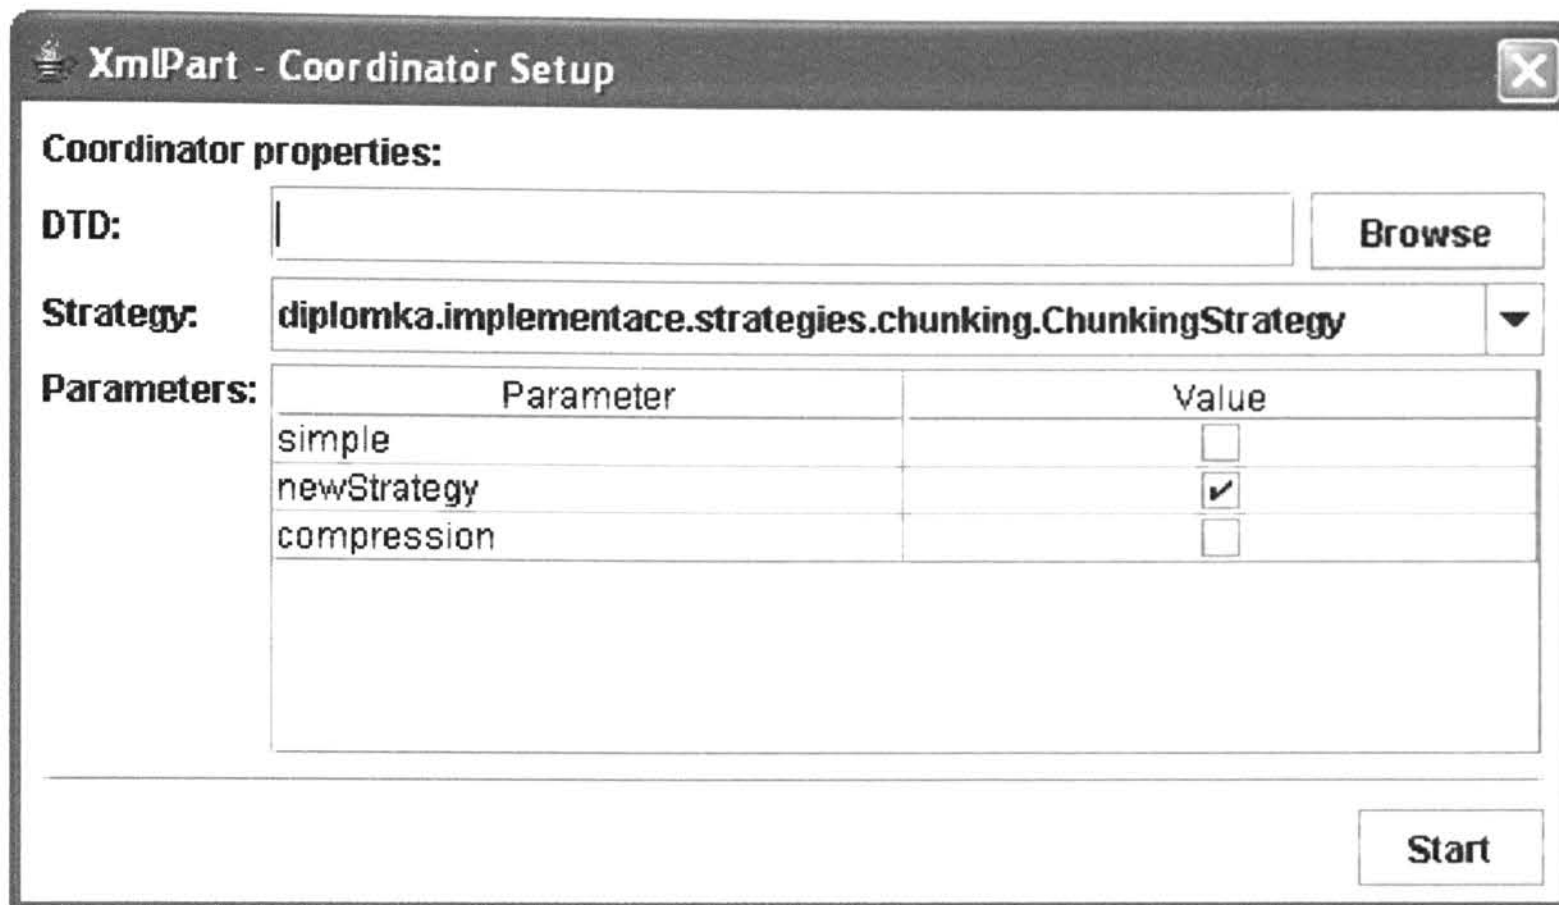 XmlPart - Coordinator Setup
Coordinator properties:
DTD: Browse
Strategy: diplomka.implementace.strategies.chunking.ChunkingStrategy
Parameters: Parameter Value
simple
newStrategy
compression
Start